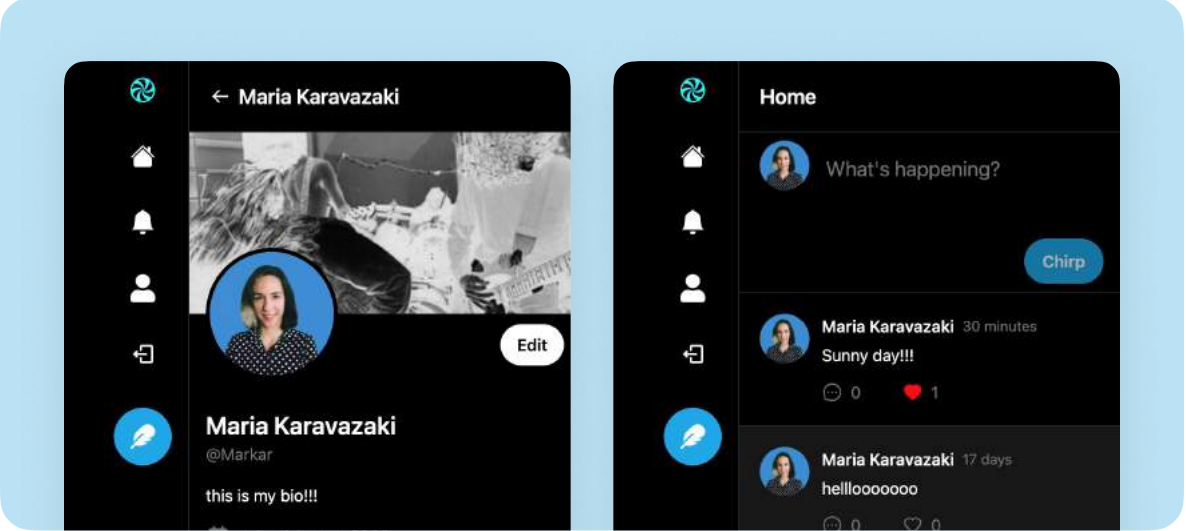 Maria Karavazaki
Edit
Maria Karavazaki
@Markar
this is my bio!!!
Home
What's happening?
Chirp
Maria Karavazaki 30 minutes
Sunny day!!!
0 1
Maria Karavazaki 17 days
helllooooooo
0 0